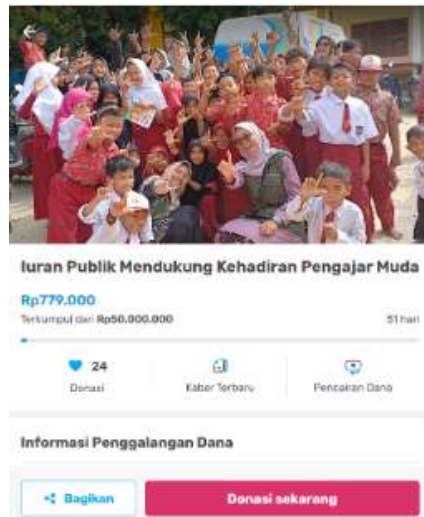 Iuran Publik Mendukung Kehadiran Pengajar Muda
Rp779.000
Terkumpul dari Rp50.000.000
51 hari
24
Donasi
Kabar Terbaru
Pencairan Dana
Informasi Penggalangan Dana
Bagikan
Donasi sekarang